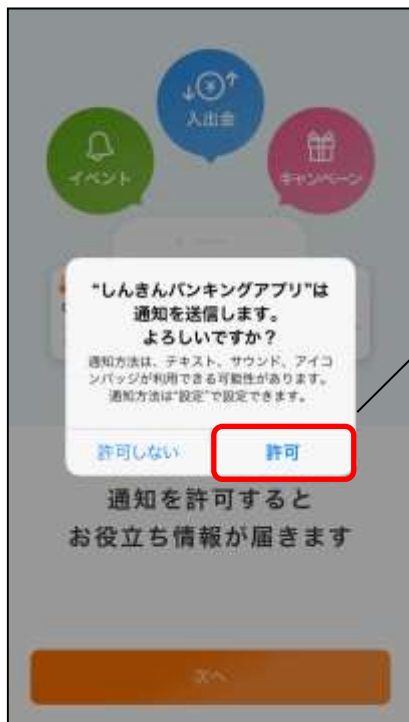 入出金
イベント
キャンペーン
“しんきんバンキングアプリ”は
通知を送信します。
よろしいですか？
通知方法は、テキスト、サウンド、アイコ
ンバッジが利用できる可能性があります。
通知方法は“設定”で設定できます。
許可しない
許可
通知を許可すると
お役立ち情報が届きます
次へ